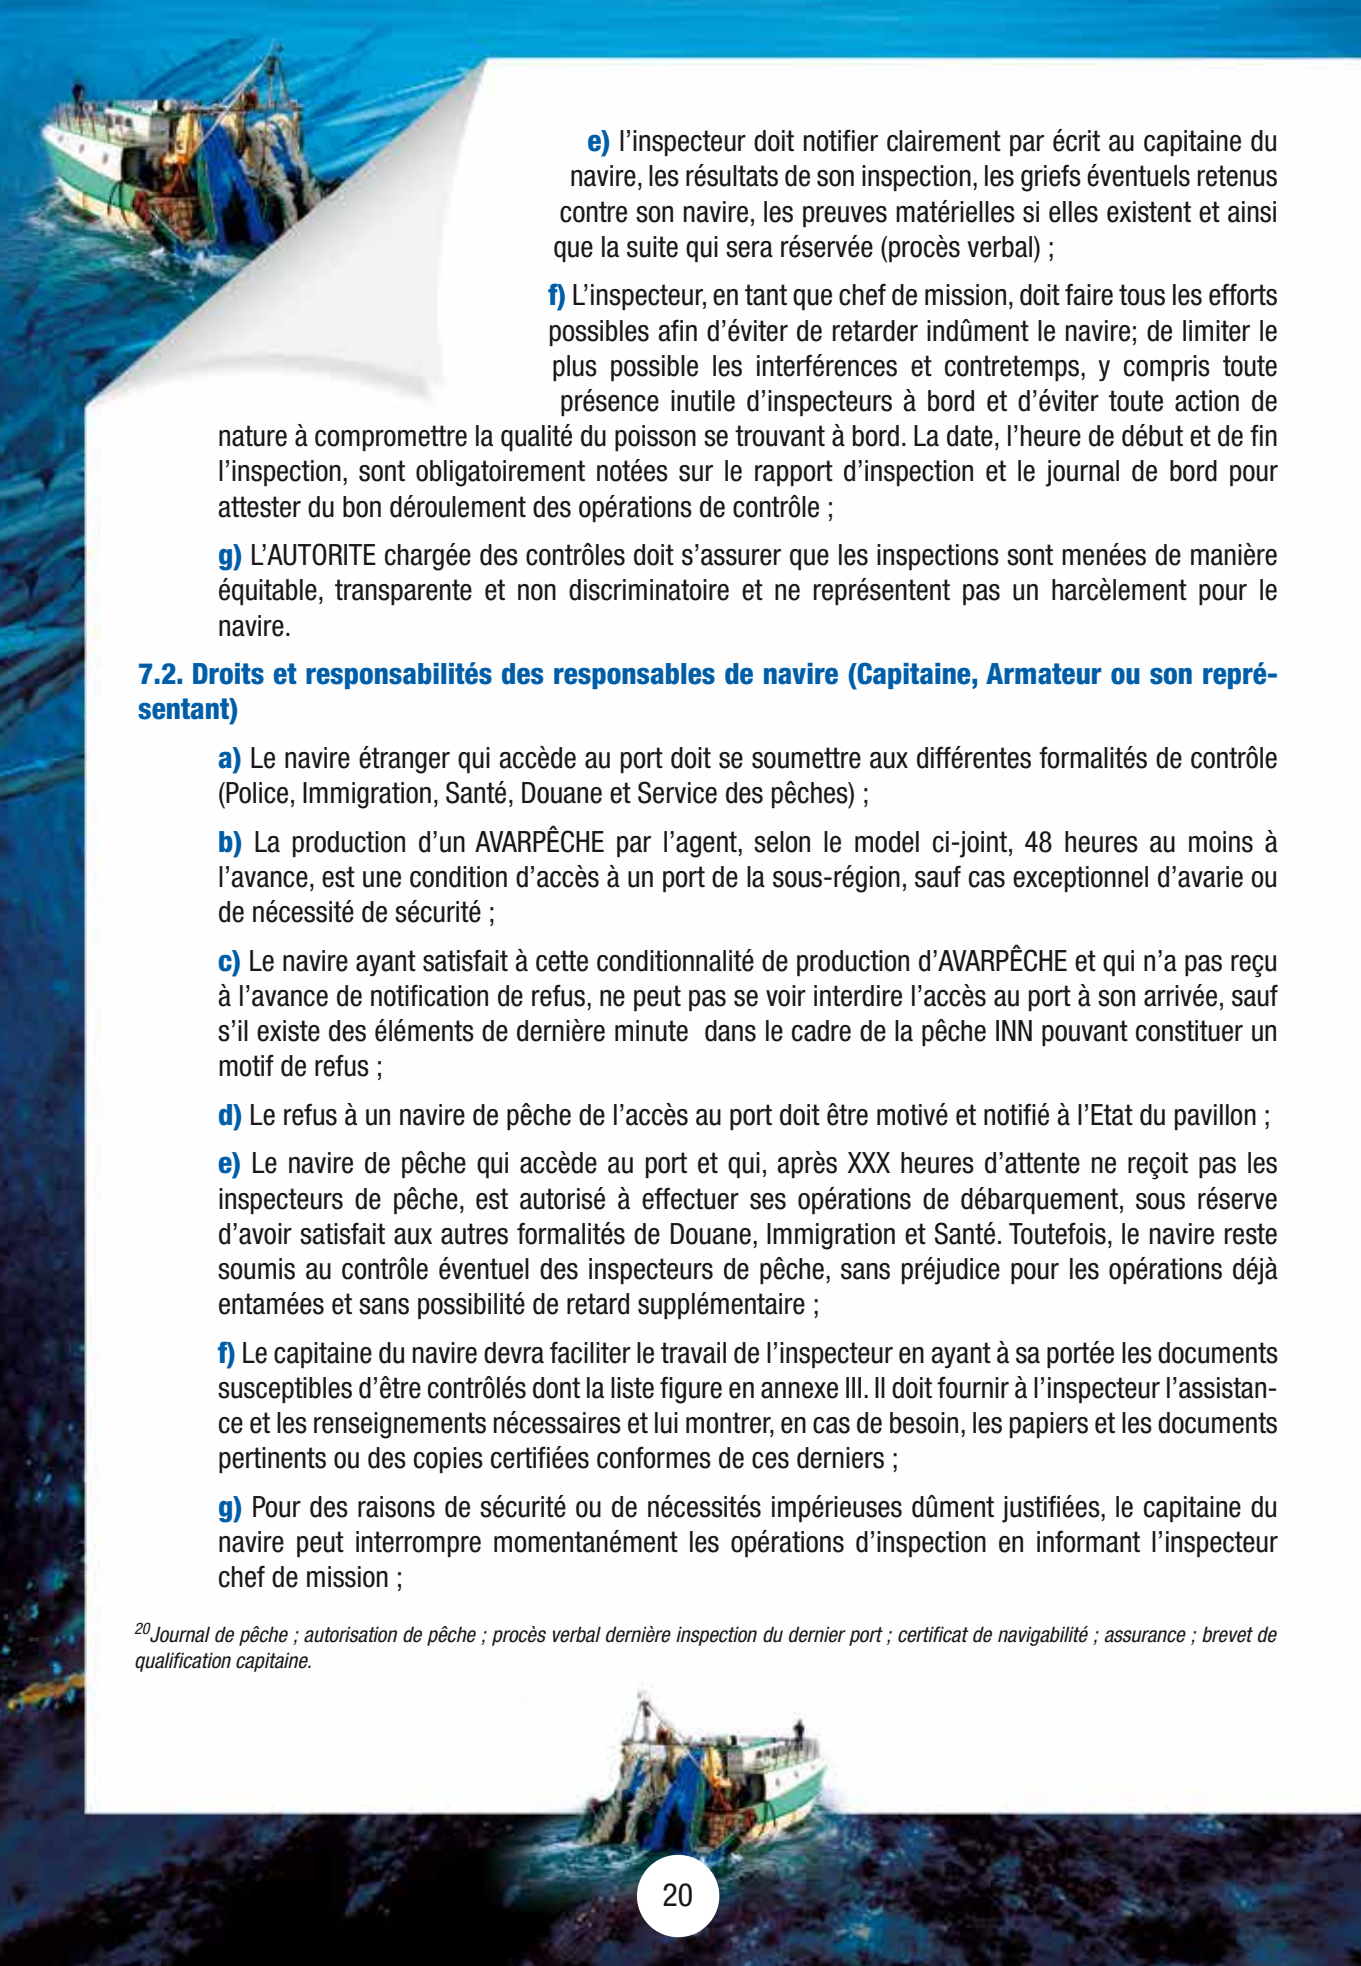 e) l’inspecteur doit notifier clairement par écrit au capitaine du
navire, les résultats de son inspection, les griefs éventuels retenus
contre son navire, les preuves matérielles si elles existent et ainsi
que la suite qui sera réservée (procès verbal) ;
f) L’inspecteur, en tant que chef de mission, doit faire tous les efforts
possibles afin d’éviter de retarder indûment le navire; de limiter le
plus possible les interférences et contretemps, y compris toute
présence inutile d’inspecteurs à bord et d’éviter toute action de
nature à compromettre la qualité du poisson se trouvant à bord. La date, l’heure de début et de fin
l’inspection, sont obligatoirement notées sur le rapport d’inspection et le journal de bord pour
attester du bon déroulement des opérations de contrôle ;
g) L’AUTORITE chargée des contrôles doit s’assurer que les inspections sont menées de manière
équitable, transparente et non discriminatoire et ne représentent pas un harcèlement pour le
navire.
7.2. Droits et responsabilités des responsables de navire (Capitaine, Armateur ou son repré-
sentant)
a) Le navire étranger qui accède au port doit se soumettre aux différentes formalités de contrôle
(Police, Immigration, Santé, Douane et Service des pêches) ;
b) La production d’un AVARPÊCHE par l’agent, selon le model ci-joint, 48 heures au moins à
l’avance, est une condition d’accès à un port de la sous-région, sauf cas exceptionnel d’avarie ou
de nécessité de sécurité ;
c) Le navire ayant satisfait à cette conditionnalité de production d’AVARPÊCHE et qui n’a pas reçu
à l’avance de notification de refus, ne peut pas se voir interdire l’accès au port à son arrivée, sauf
s’il existe des éléments de dernière minute dans le cadre de la pêche INN pouvant constituer un
motif de refus ;
d) Le refus à un navire de pêche de l’accès au port doit être motivé et notifié à l’Etat du pavillon ;
e) Le navire de pêche qui accède au port et qui, après XXX heures d’attente ne reçoit pas les
inspecteurs de pêche, est autorisé à effectuer ses opérations de débarquement, sous réserve
d’avoir satisfait aux autres formalités de Douane, Immigration et Santé. Toutefois, le navire reste
soumis au contrôle éventuel des inspecteurs de pêche, sans préjudice pour les opérations déjà
entamées et sans possibilité de retard supplémentaire ;
f) Le capitaine du navire devra faciliter le travail de l’inspecteur en ayant à sa portée les documents
susceptibles d’être contrôlés dont la liste figure en annexe III. Il doit fournir à l’inspecteur l’assistan-
ce et les renseignements nécessaires et lui montrer, en cas de besoin, les papiers et les documents
pertinents ou des copies certifiées conformes de ces derniers ;
g) Pour des raisons de sécurité ou de nécessités impérieuses dûment justifiées, le capitaine du
navire peut interrompre momentanément les opérations d’inspection en informant l’inspecteur
chef de mission ;
20 Journal de pêche ; autorisation de pêche ; procès verbal dernière inspection du dernier port ; certificat de navigabilité ; assurance ; brevet de
qualification capitaine.
20